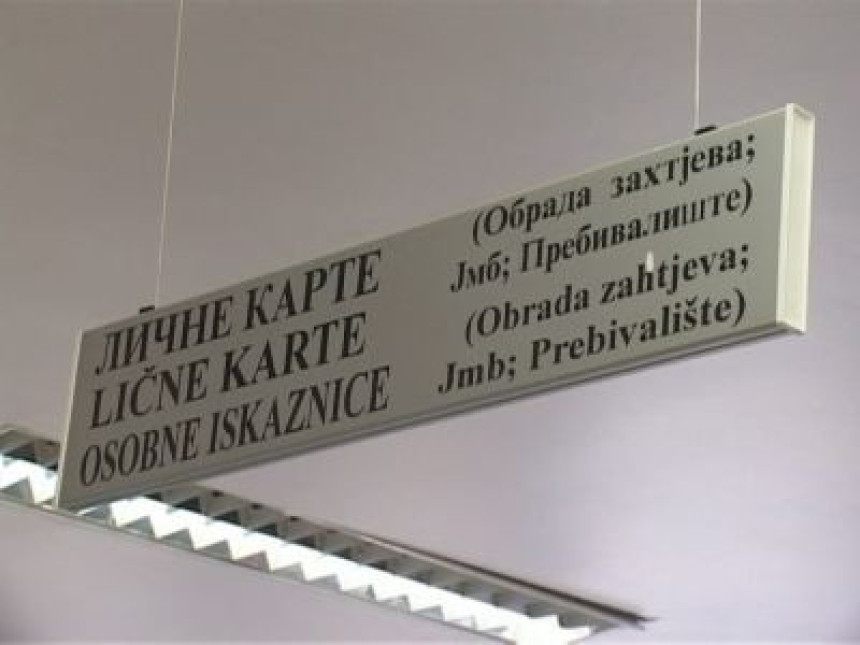 ЛИЧНЕ КАРТЕ
LIČNE KARTE
OSOBNE ISKAZNICE
(Обрада захтјева;
Јмб; Пребивалиште)
(Obrada zahtjeva;
Jmb; Prebivalište)